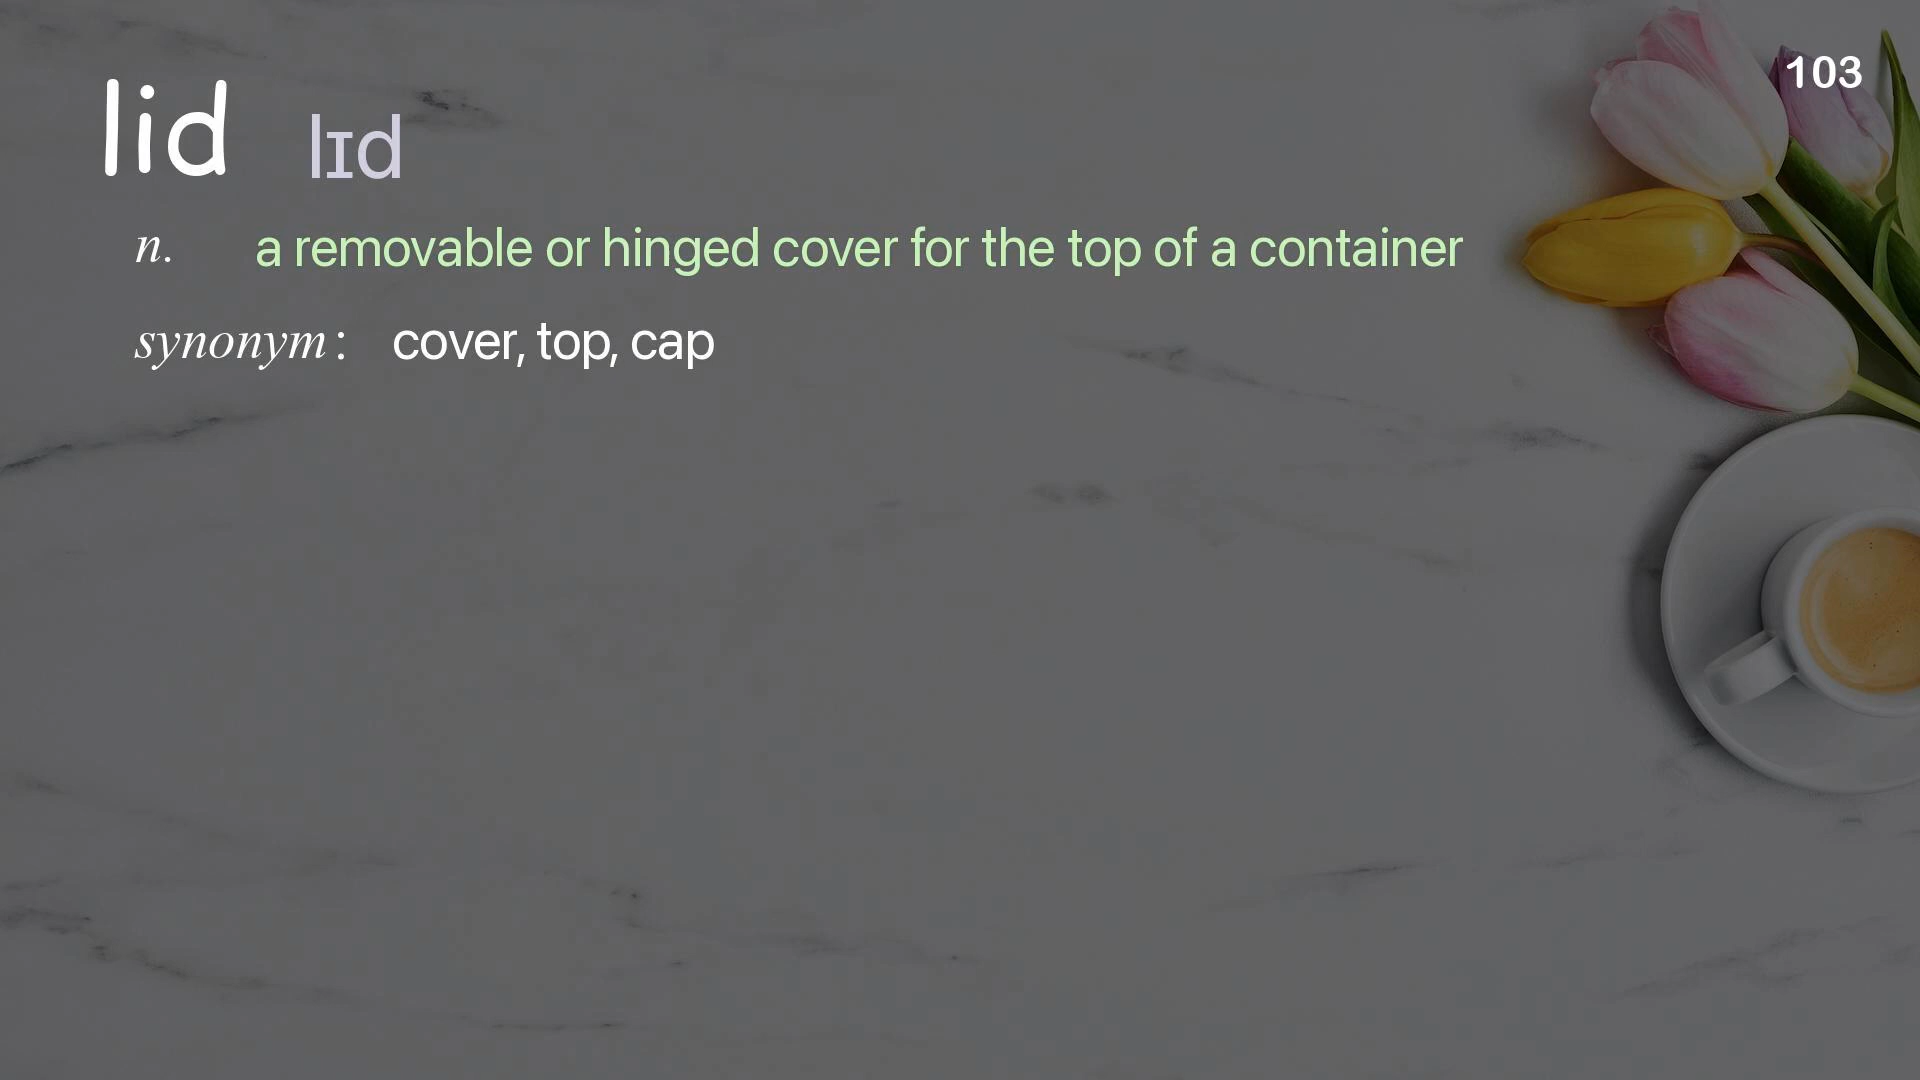 103
lid lɪd
n. a removable or hinged cover for the top of a container
synonym: cover, top, cap